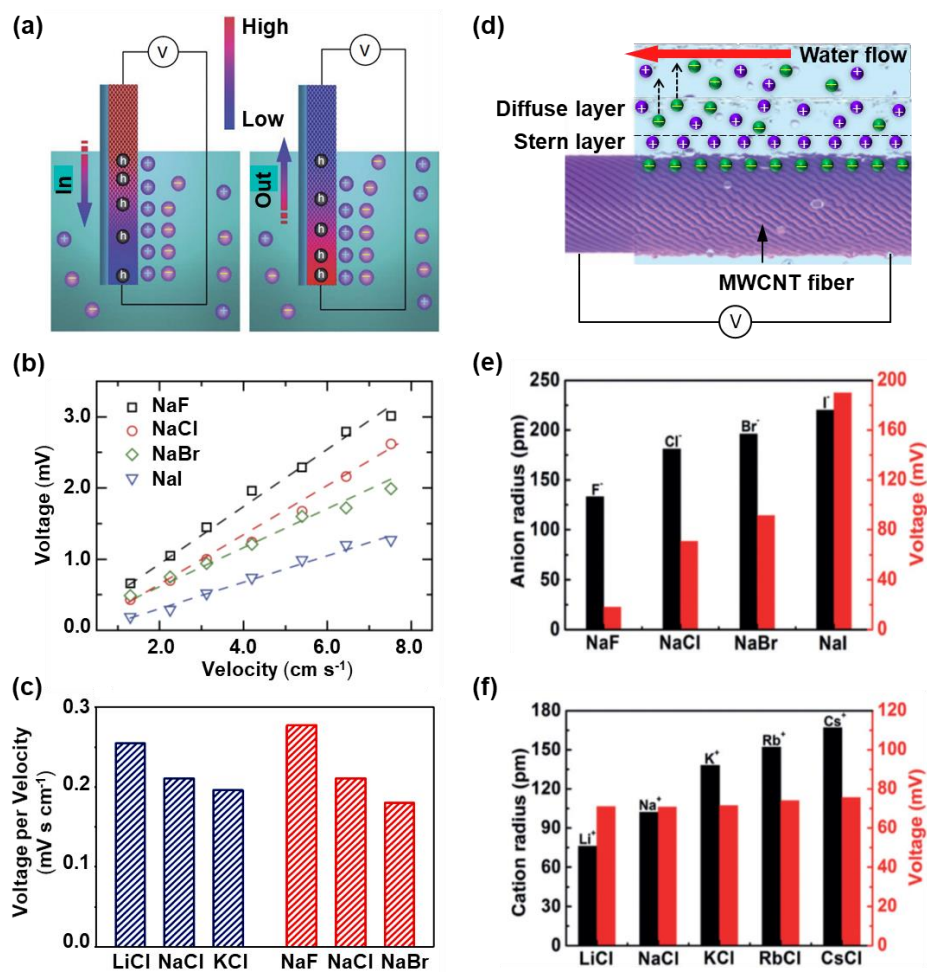 (a)
V
V
High
Low
In
Out
h
h
h
h
h
h
h
h
(b)
Voltage (mV)
3.0
2.0
1.0
0.0
NaF
NaCl
NaBr
NaI
2.0 4.0 6.0 8.0
Velocity (cm s⁻¹)
(c)
Voltage per Velocity
(mV s cm⁻¹)
0.3
0.2
0.1
0.0
LiCl NaCl KCl NaF NaCl NaBr
(d)
Water flow
Diffuse layer
Stern layer
MWCNT fiber
V
(e)
Anion radius (pm)
250
200
150
100
50
0
F⁻
Cl⁻
Br⁻
I⁻
200
160
120
80
40
0
Voltage (mV)
NaF NaCl NaBr NaI
(f)
Cation radius (pm)
180
150
120
90
60
30
0
Li⁺
Na⁺
K⁺
Rb⁺
Cs⁺
120
100
80
60
40
20
0
Voltage (mV)
LiCl NaCl KCl RbCl CsCl